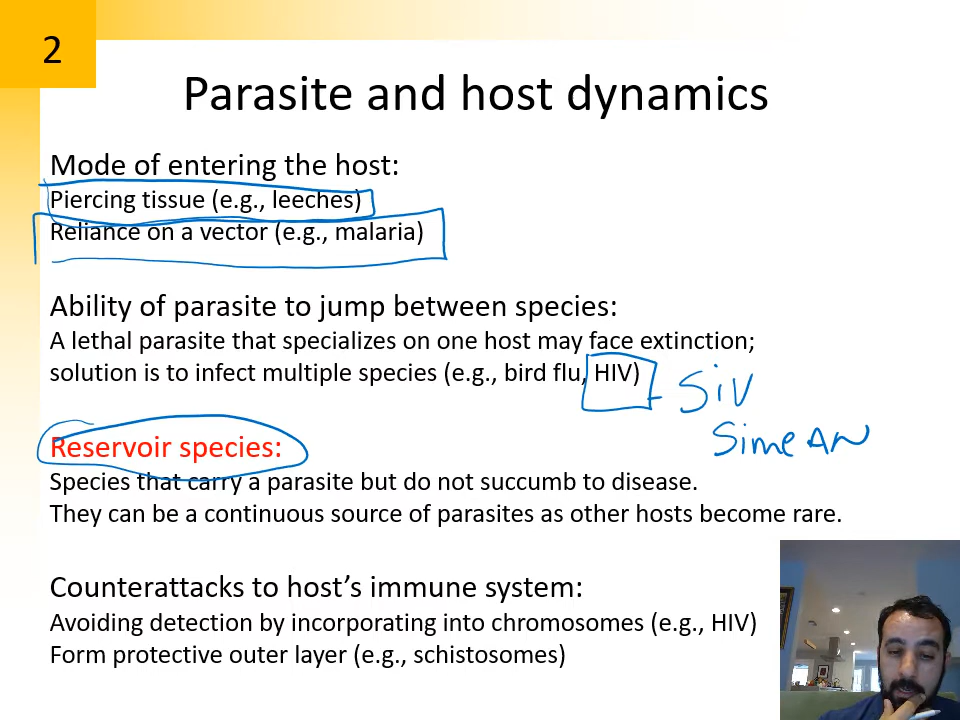 2
Parasite and host dynamics
Mode of entering the host:
Piercing tissue (e.g., leeches)
Reliance on a vector (e.g., malaria)
Ability of parasite to jump between species:
A lethal parasite that specializes on one host may face extinction;
solution is to infect multiple species (e.g., bird flu, HIV)
SiV
SimeAN
Reservoir species:
Species that carry a parasite but do not succumb to disease.
They can be a continuous source of parasites as other hosts become rare.
Counterattacks to host's immune system:
Avoiding detection by incorporating into chromosomes (e.g., HIV)
Form protective outer layer (e.g., schistosomes)